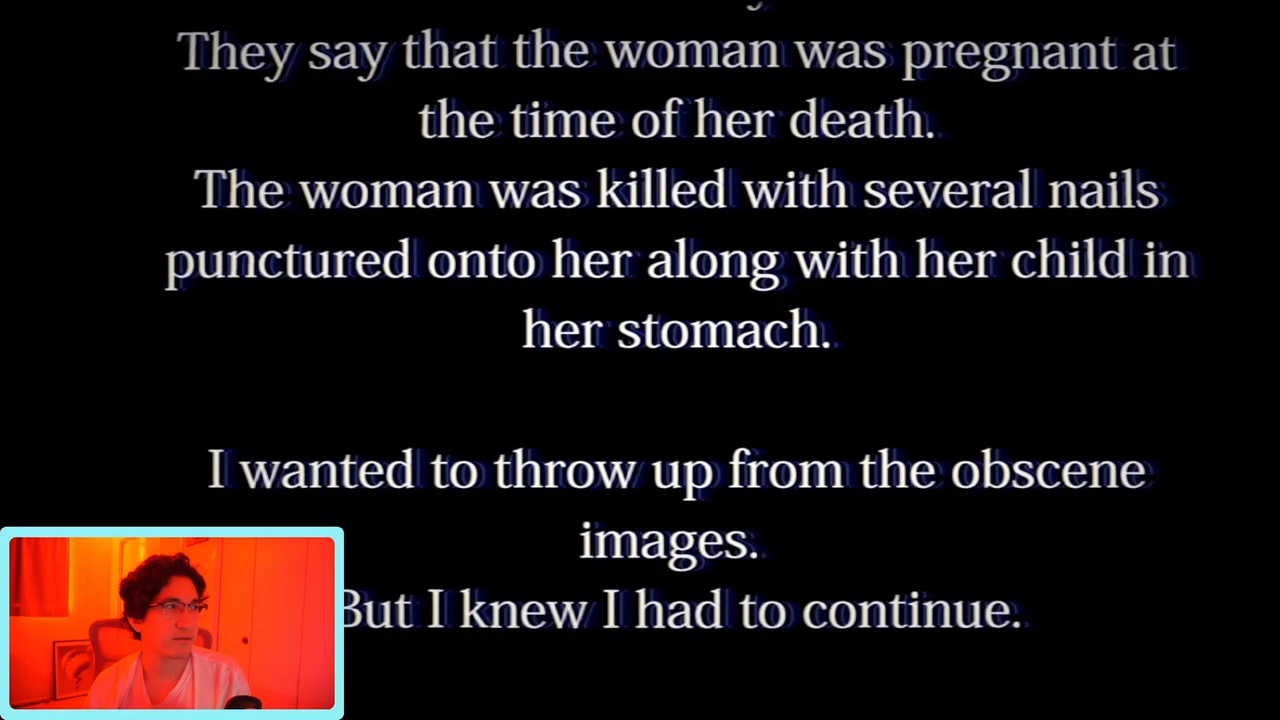 They say that the woman was pregnant at
the time of her death.
The woman was killed with several nails
punctured onto her along with her child in
her stomach.
I wanted to throw up from the obscene
images.
But I knew I had to continue.